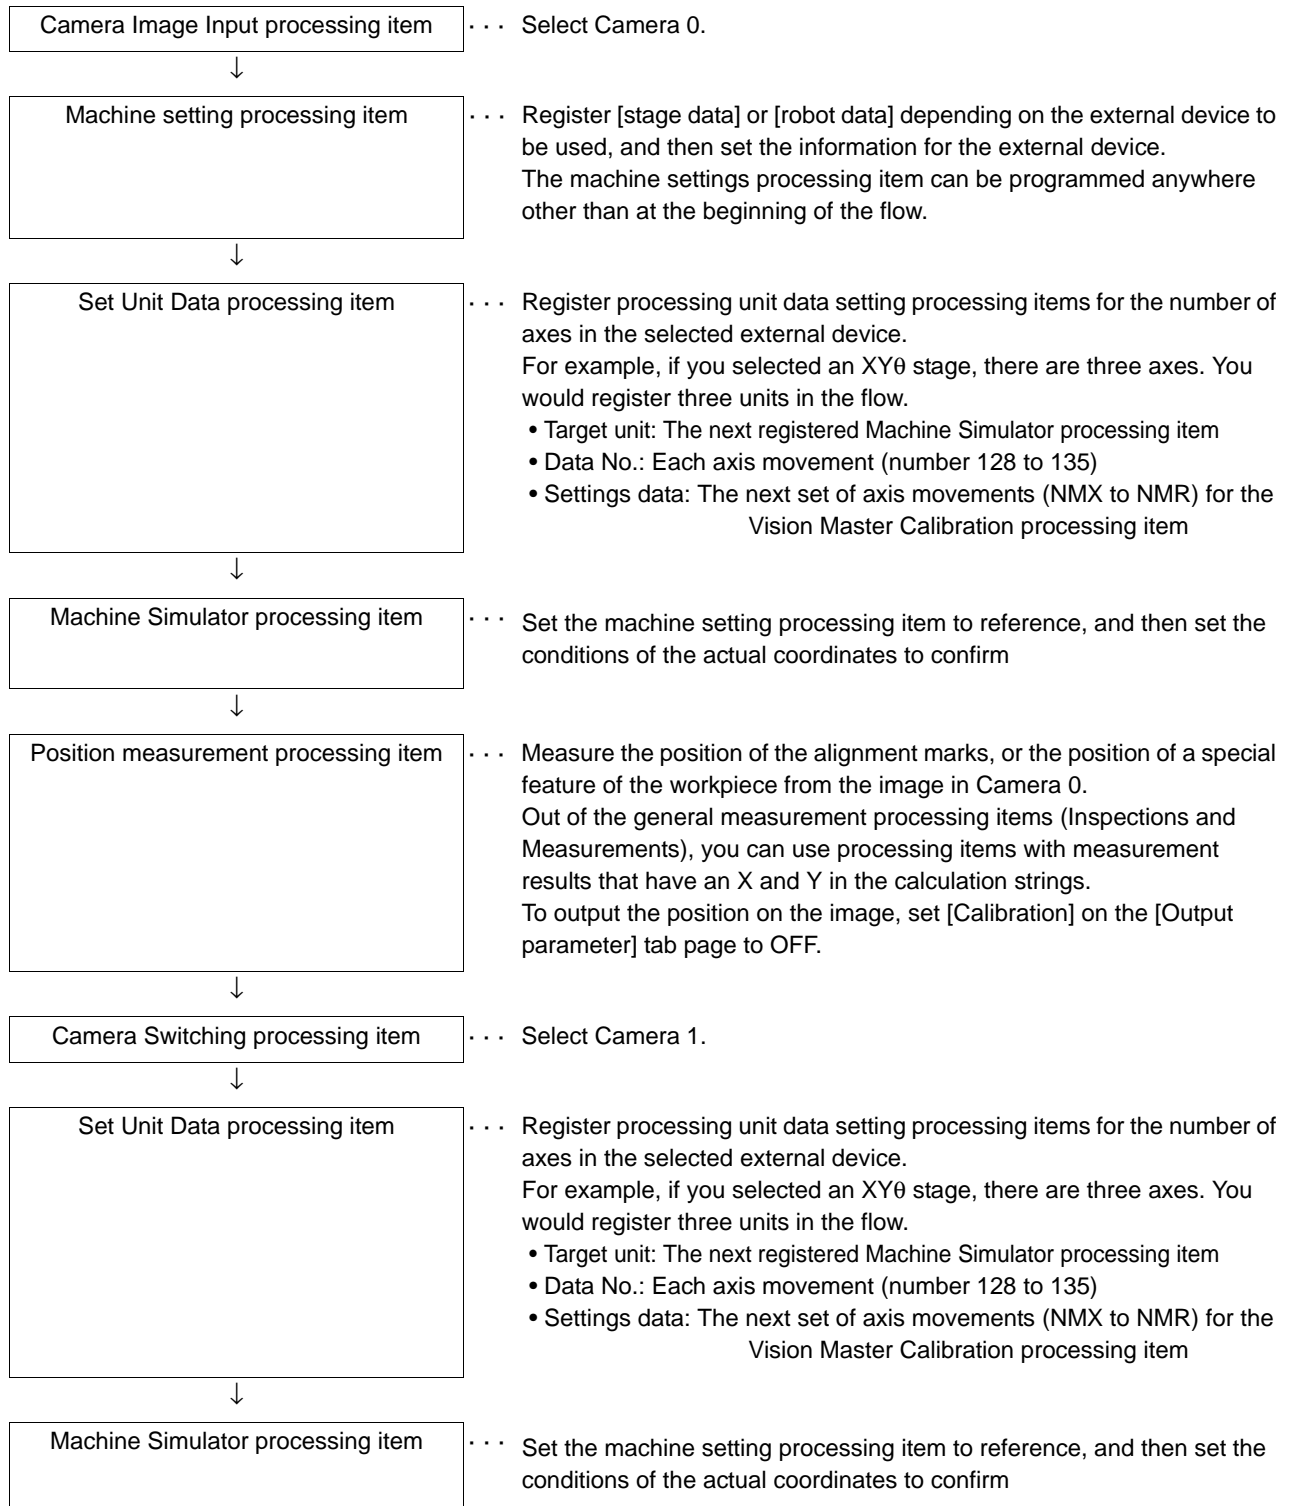 Camera Image Input processing item ··· Select Camera 0.
↓
Machine setting processing item ··· Register [stage data] or [robot data] depending on the external device to
be used, and then set the information for the external device.
The machine settings processing item can be programmed anywhere
other than at the beginning of the flow.
↓
Set Unit Data processing item ··· Register processing unit data setting processing items for the number of
axes in the selected external device.
For example, if you selected an XYθ stage, there are three axes. You
would register three units in the flow.
• Target unit: The next registered Machine Simulator processing item
• Data No.: Each axis movement (number 128 to 135)
• Settings data: The next set of axis movements (NMX to NMR) for the
Vision Master Calibration processing item
↓
Machine Simulator processing item ··· Set the machine setting processing item to reference, and then set the
conditions of the actual coordinates to confirm
↓
Position measurement processing item ··· Measure the position of the alignment marks, or the position of a special
feature of the workpiece from the image in Camera 0.
Out of the general measurement processing items (Inspections and
Measurements), you can use processing items with measurement
results that have an X and Y in the calculation strings.
To output the position on the image, set [Calibration] on the [Output
parameter] tab page to OFF.
↓
Camera Switching processing item ··· Select Camera 1.
↓
Set Unit Data processing item ··· Register processing unit data setting processing items for the number of
axes in the selected external device.
For example, if you selected an XYθ stage, there are three axes. You
would register three units in the flow.
• Target unit: The next registered Machine Simulator processing item
• Data No.: Each axis movement (number 128 to 135)
• Settings data: The next set of axis movements (NMX to NMR) for the
Vision Master Calibration processing item
↓
Machine Simulator processing item ··· Set the machine setting processing item to reference, and then set the
conditions of the actual coordinates to confirm